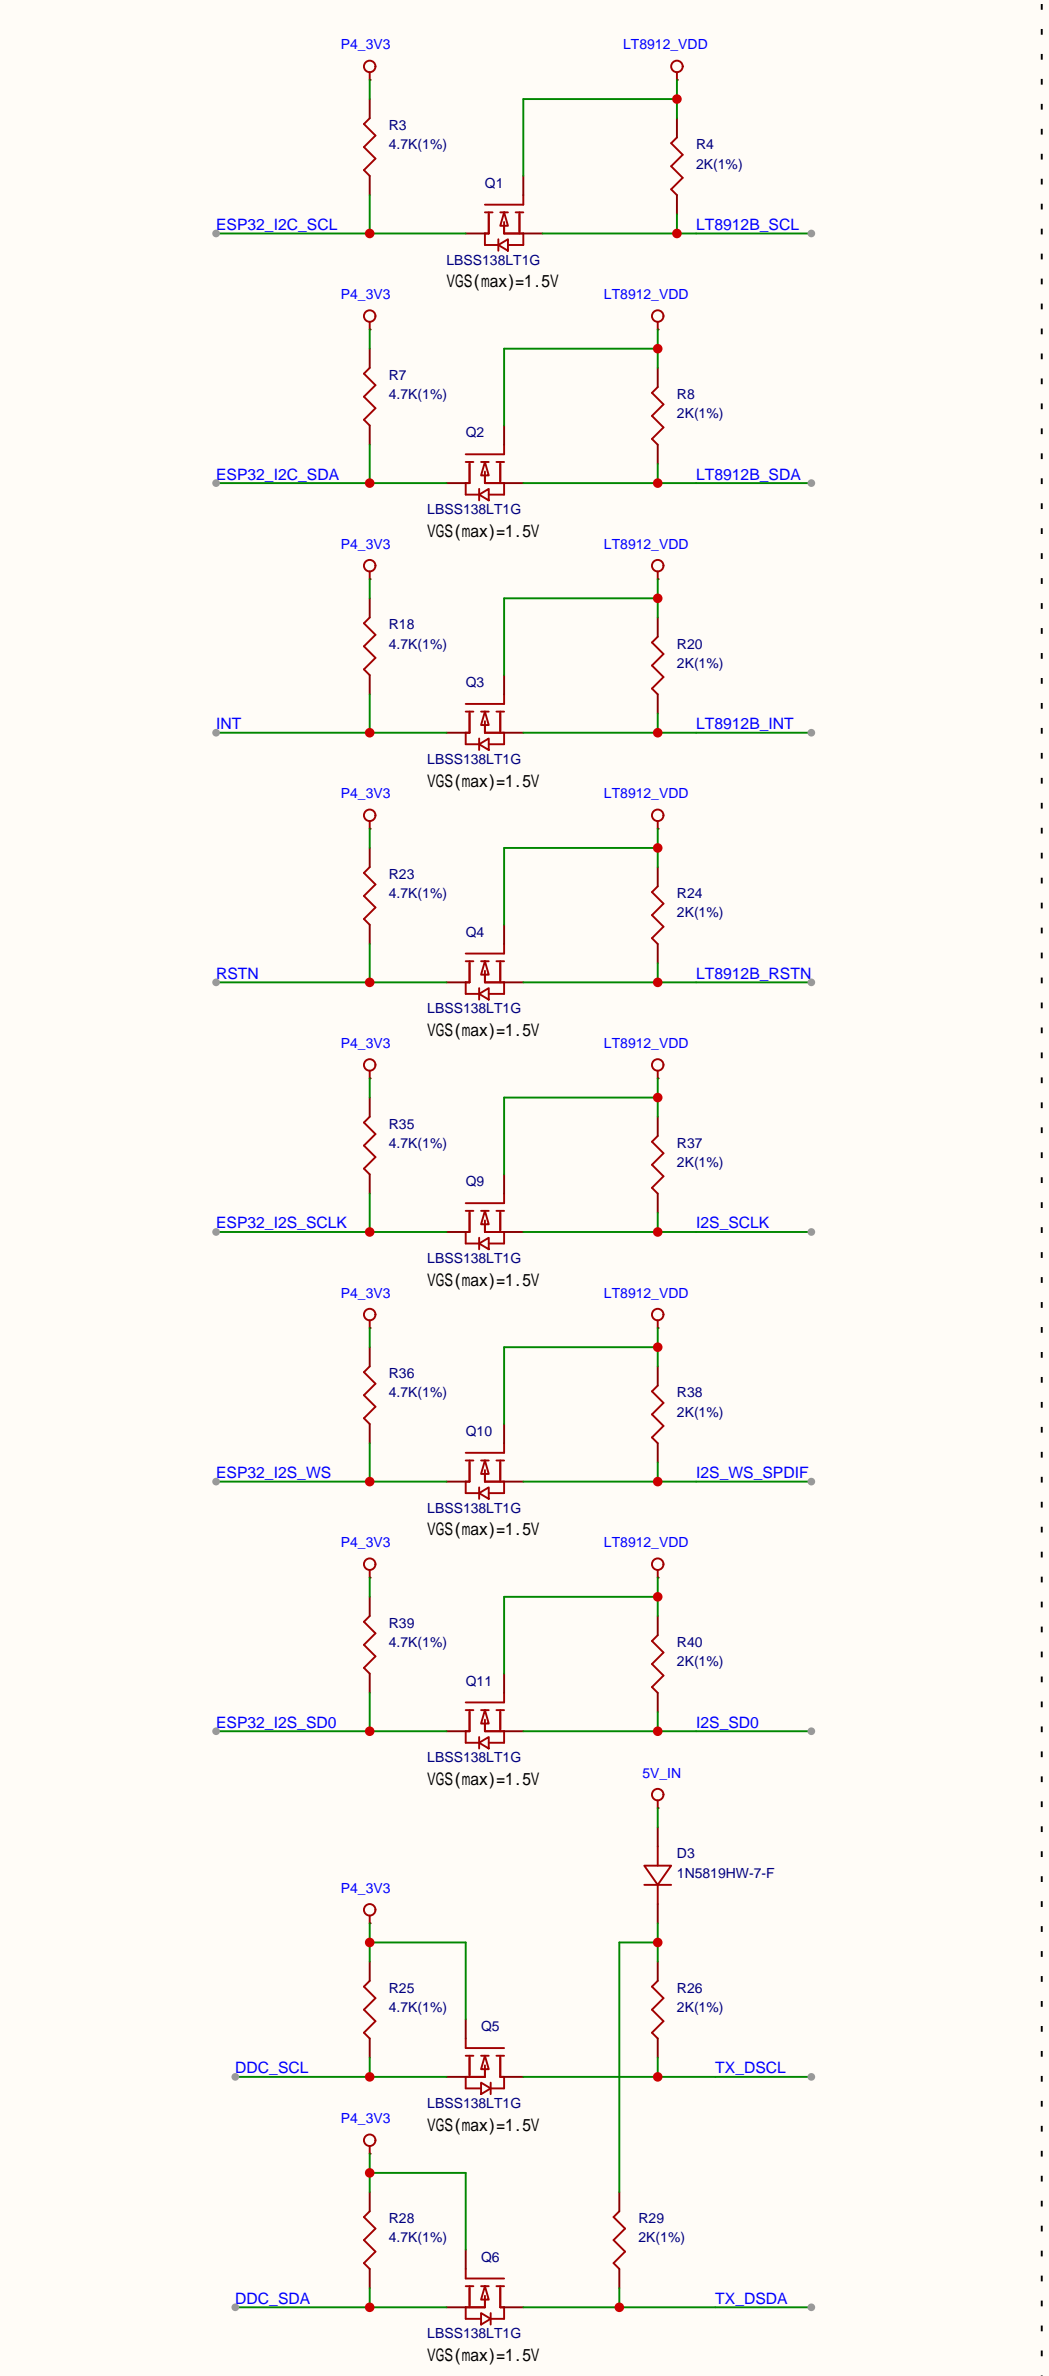 P4_3V3
LT8912_VDD
R3
4.7K(1%)
R4
2K(1%)
Q1
ESP32_I2C_SCL
LT8912B_SCL
LBSS138LT1G
VGS(max)=1.5V
P4_3V3
LT8912_VDD
R7
4.7K(1%)
R8
2K(1%)
Q2
ESP32_I2C_SDA
LT8912B_SDA
LBSS138LT1G
VGS(max)=1.5V
P4_3V3
LT8912_VDD
R18
4.7K(1%)
R20
2K(1%)
Q3
INT
LT8912B_INT
LBSS138LT1G
VGS(max)=1.5V
P4_3V3
LT8912_VDD
R23
4.7K(1%)
R24
2K(1%)
Q4
RSTN
LT8912B_RSTN
LBSS138LT1G
VGS(max)=1.5V
P4_3V3
LT8912_VDD
R35
4.7K(1%)
R37
2K(1%)
Q9
ESP32_I2S_SCLK
I2S_SCLK
LBSS138LT1G
VGS(max)=1.5V
P4_3V3
LT8912_VDD
R36
4.7K(1%)
R38
2K(1%)
Q10
ESP32_I2S_WS
I2S_WS_SPDIF
LBSS138LT1G
VGS(max)=1.5V
P4_3V3
LT8912_VDD
R39
4.7K(1%)
R40
2K(1%)
Q11
ESP32_I2S_SD0
I2S_SD0
LBSS138LT1G
VGS(max)=1.5V
5V_IN
D3
1N5819HW-7-F
P4_3V3
R25
4.7K(1%)
R26
2K(1%)
Q5
DDC_SCL
TX_DSCL
LBSS138LT1G
VGS(max)=1.5V
P4_3V3
R28
4.7K(1%)
R29
2K(1%)
Q6
DDC_SDA
TX_DSDA
LBSS138LT1G
VGS(max)=1.5V